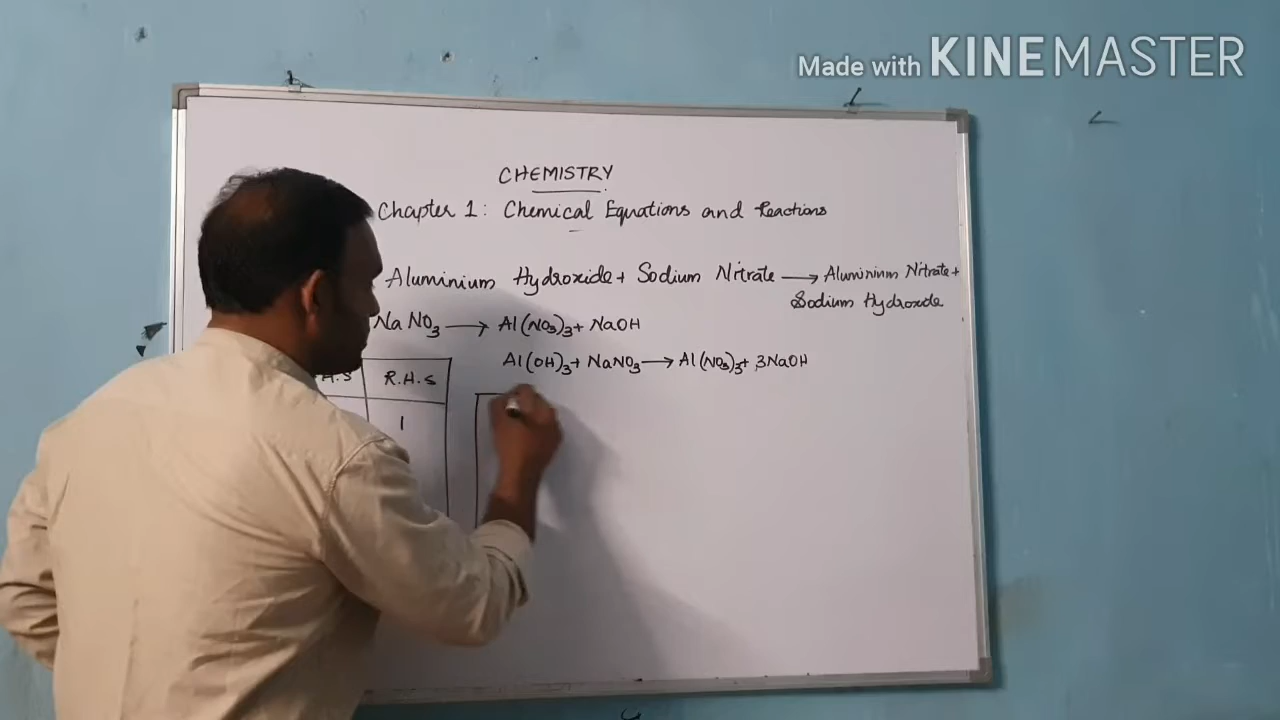 Made with KINEMASTER
CHEMISTRY
Chapter 1: Chemical Equations and Reactions
Aluminium Hydroxide + Sodium Nitrate ⟶ Aluminium Nitrate +
Sodium Hydroxide
NaNO₃ ⟶ Al(NO₃)₃ + NaOH
Al(OH)₃ + NaNO₃ ⟶ Al(NO₃)₃ + 3NaOH
R.H.S
1